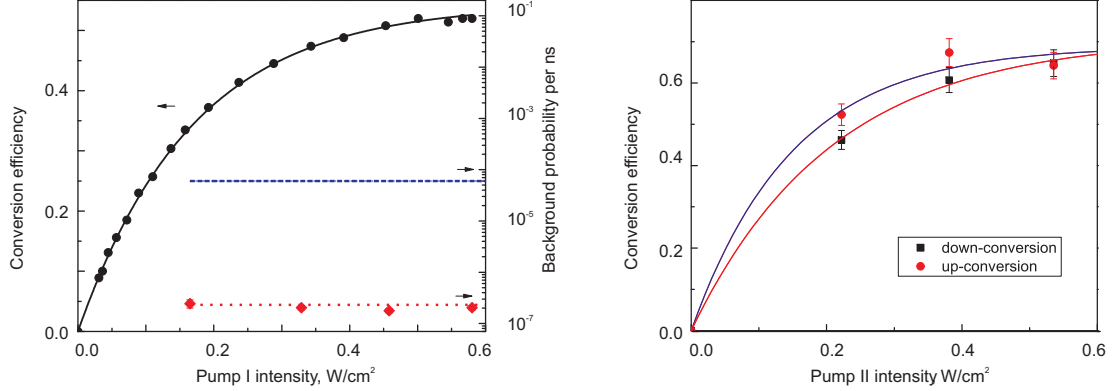 Conversion efficiency
0.4
0.2
0.0
0.0
0.2
0.4
0.6
Pump I intensity, W/cm²
10⁻¹
10⁻³
10⁻⁵
10⁻⁷
Background probability per ns
Conversion efficiency
0.6
0.4
0.2
0.0
0.0
0.2
0.4
0.6
Pump II intensity W/cm²
down-conversion
up-conversion